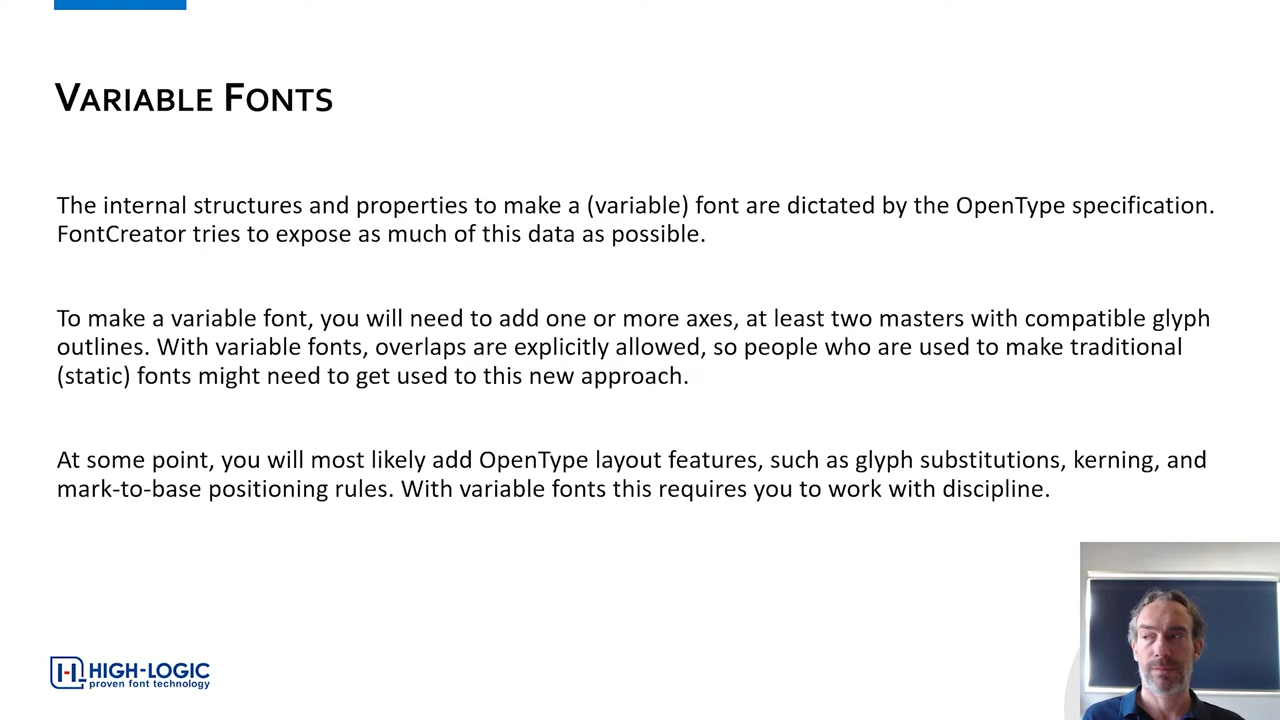 VARIABLE FONTS
The internal structures and properties to make a (variable) font are dictated by the OpenType specification.
FontCreator tries to expose as much of this data as possible.
To make a variable font, you will need to add one or more axes, at least two masters with compatible glyph
outlines. With variable fonts, overlaps are explicitly allowed, so people who are used to make traditional
(static) fonts might need to get used to this new approach.
At some point, you will most likely add OpenType layout features, such as glyph substitutions, kerning, and
mark-to-base positioning rules. With variable fonts this requires you to work with discipline.
HIGH-LOGIC
proven font technology